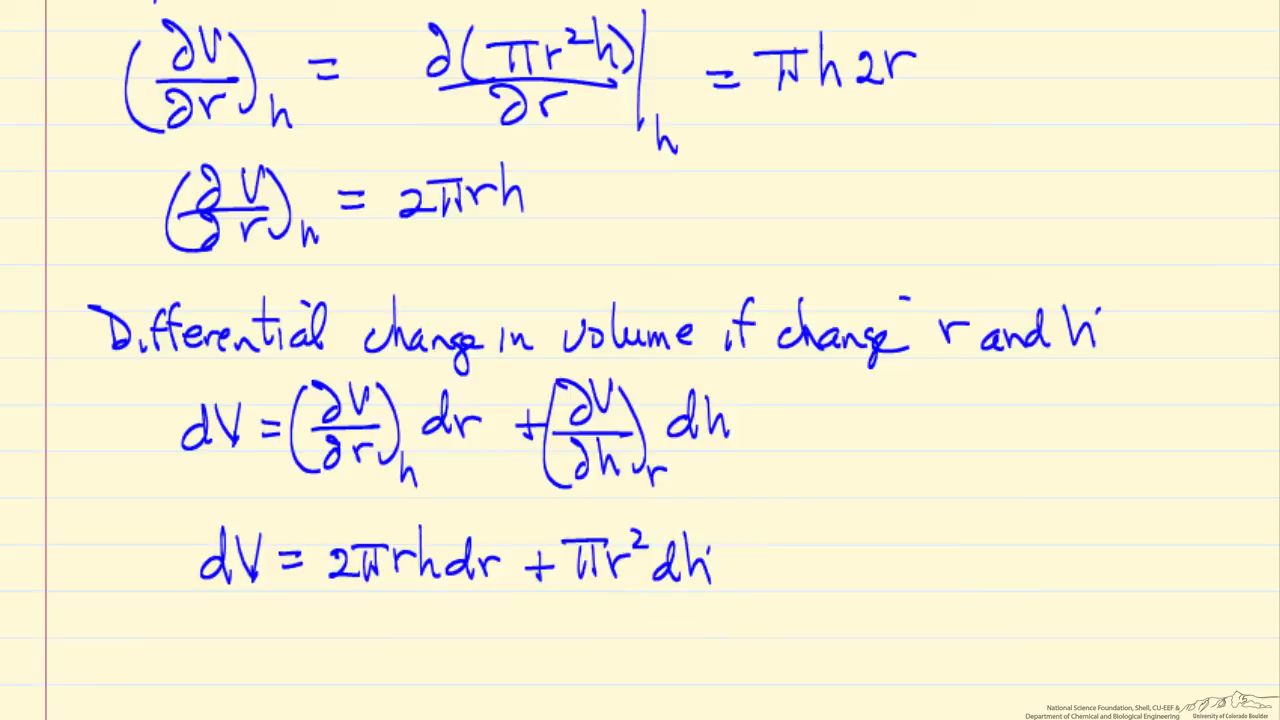 (∂V/∂r)_h = ∂(πr²h)/∂r |_h = πh2r
(∂V/∂r)_h = 2πrh
Differential change in volume if change r and h
dV = (∂V/∂r)_h dr + (∂V/∂h)_r dh
dV = 2πrhdr + πr²dh
National Science Foundation, Shell, CU-EEF &
Department of Chemical and Biological Engineering
University of Colorado Boulder